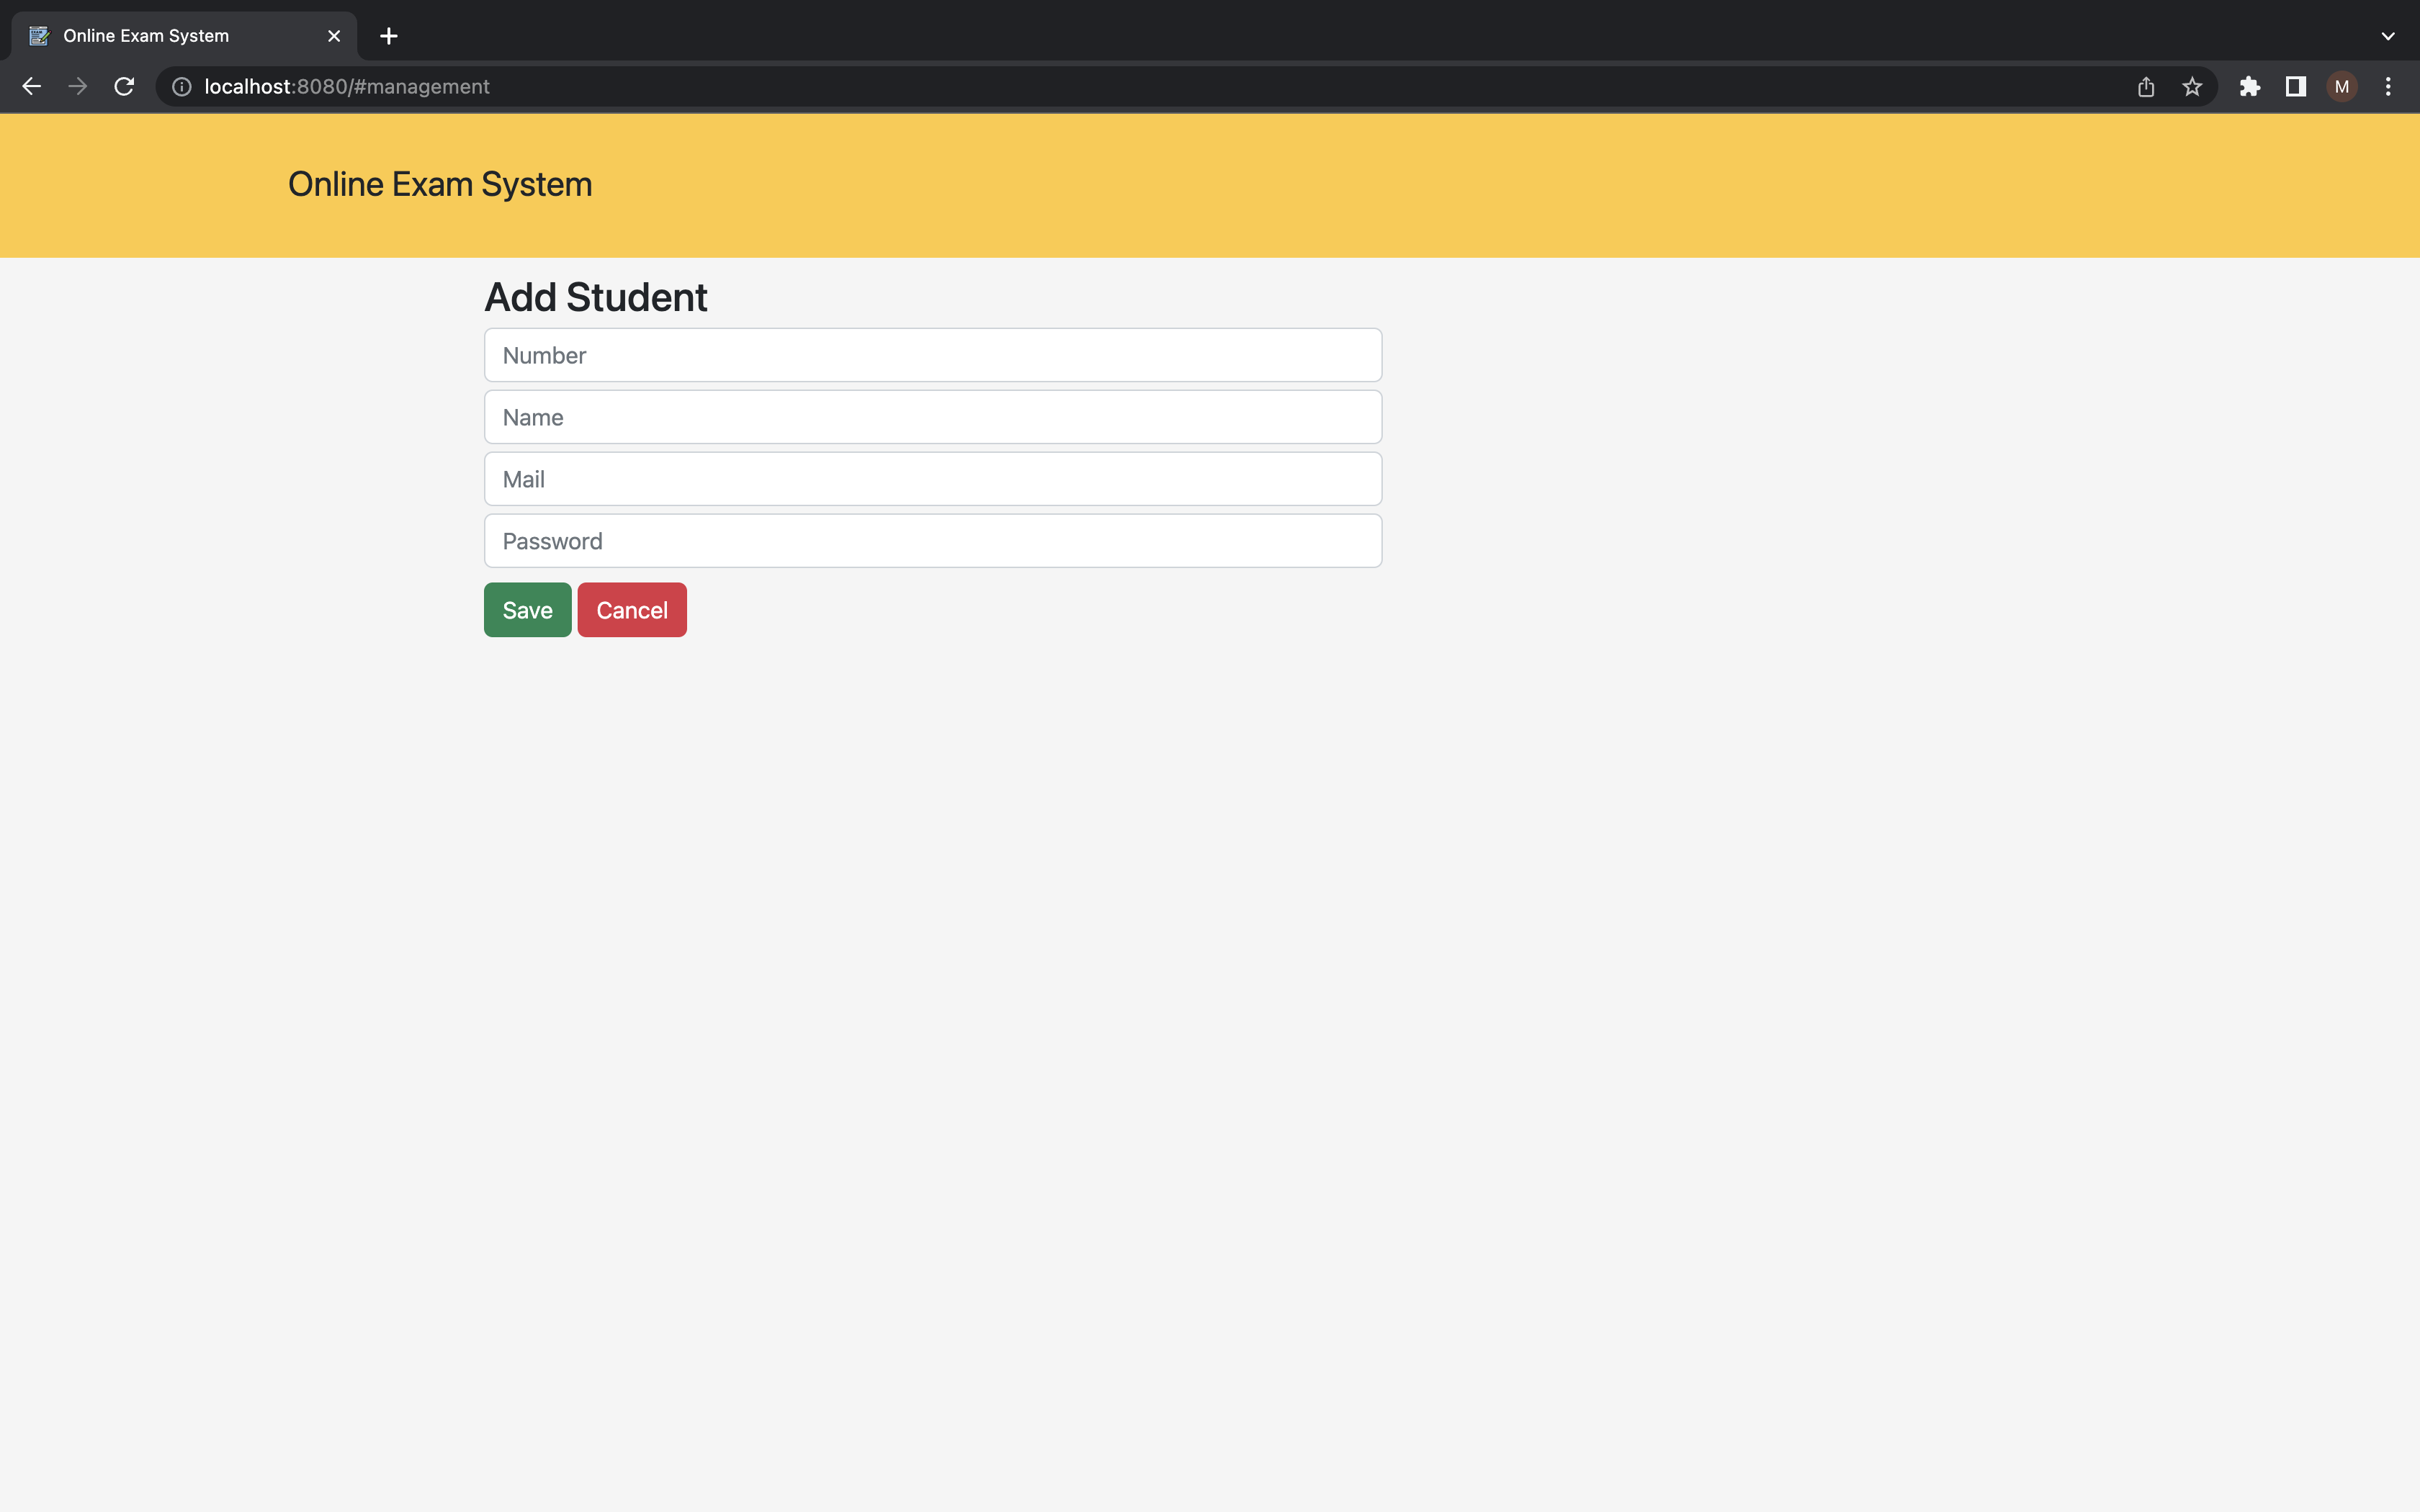 Online Exam System
localhost:8080/#management
M
Online Exam System
Add Student
Number
Name
Mail
Password
Save Cancel